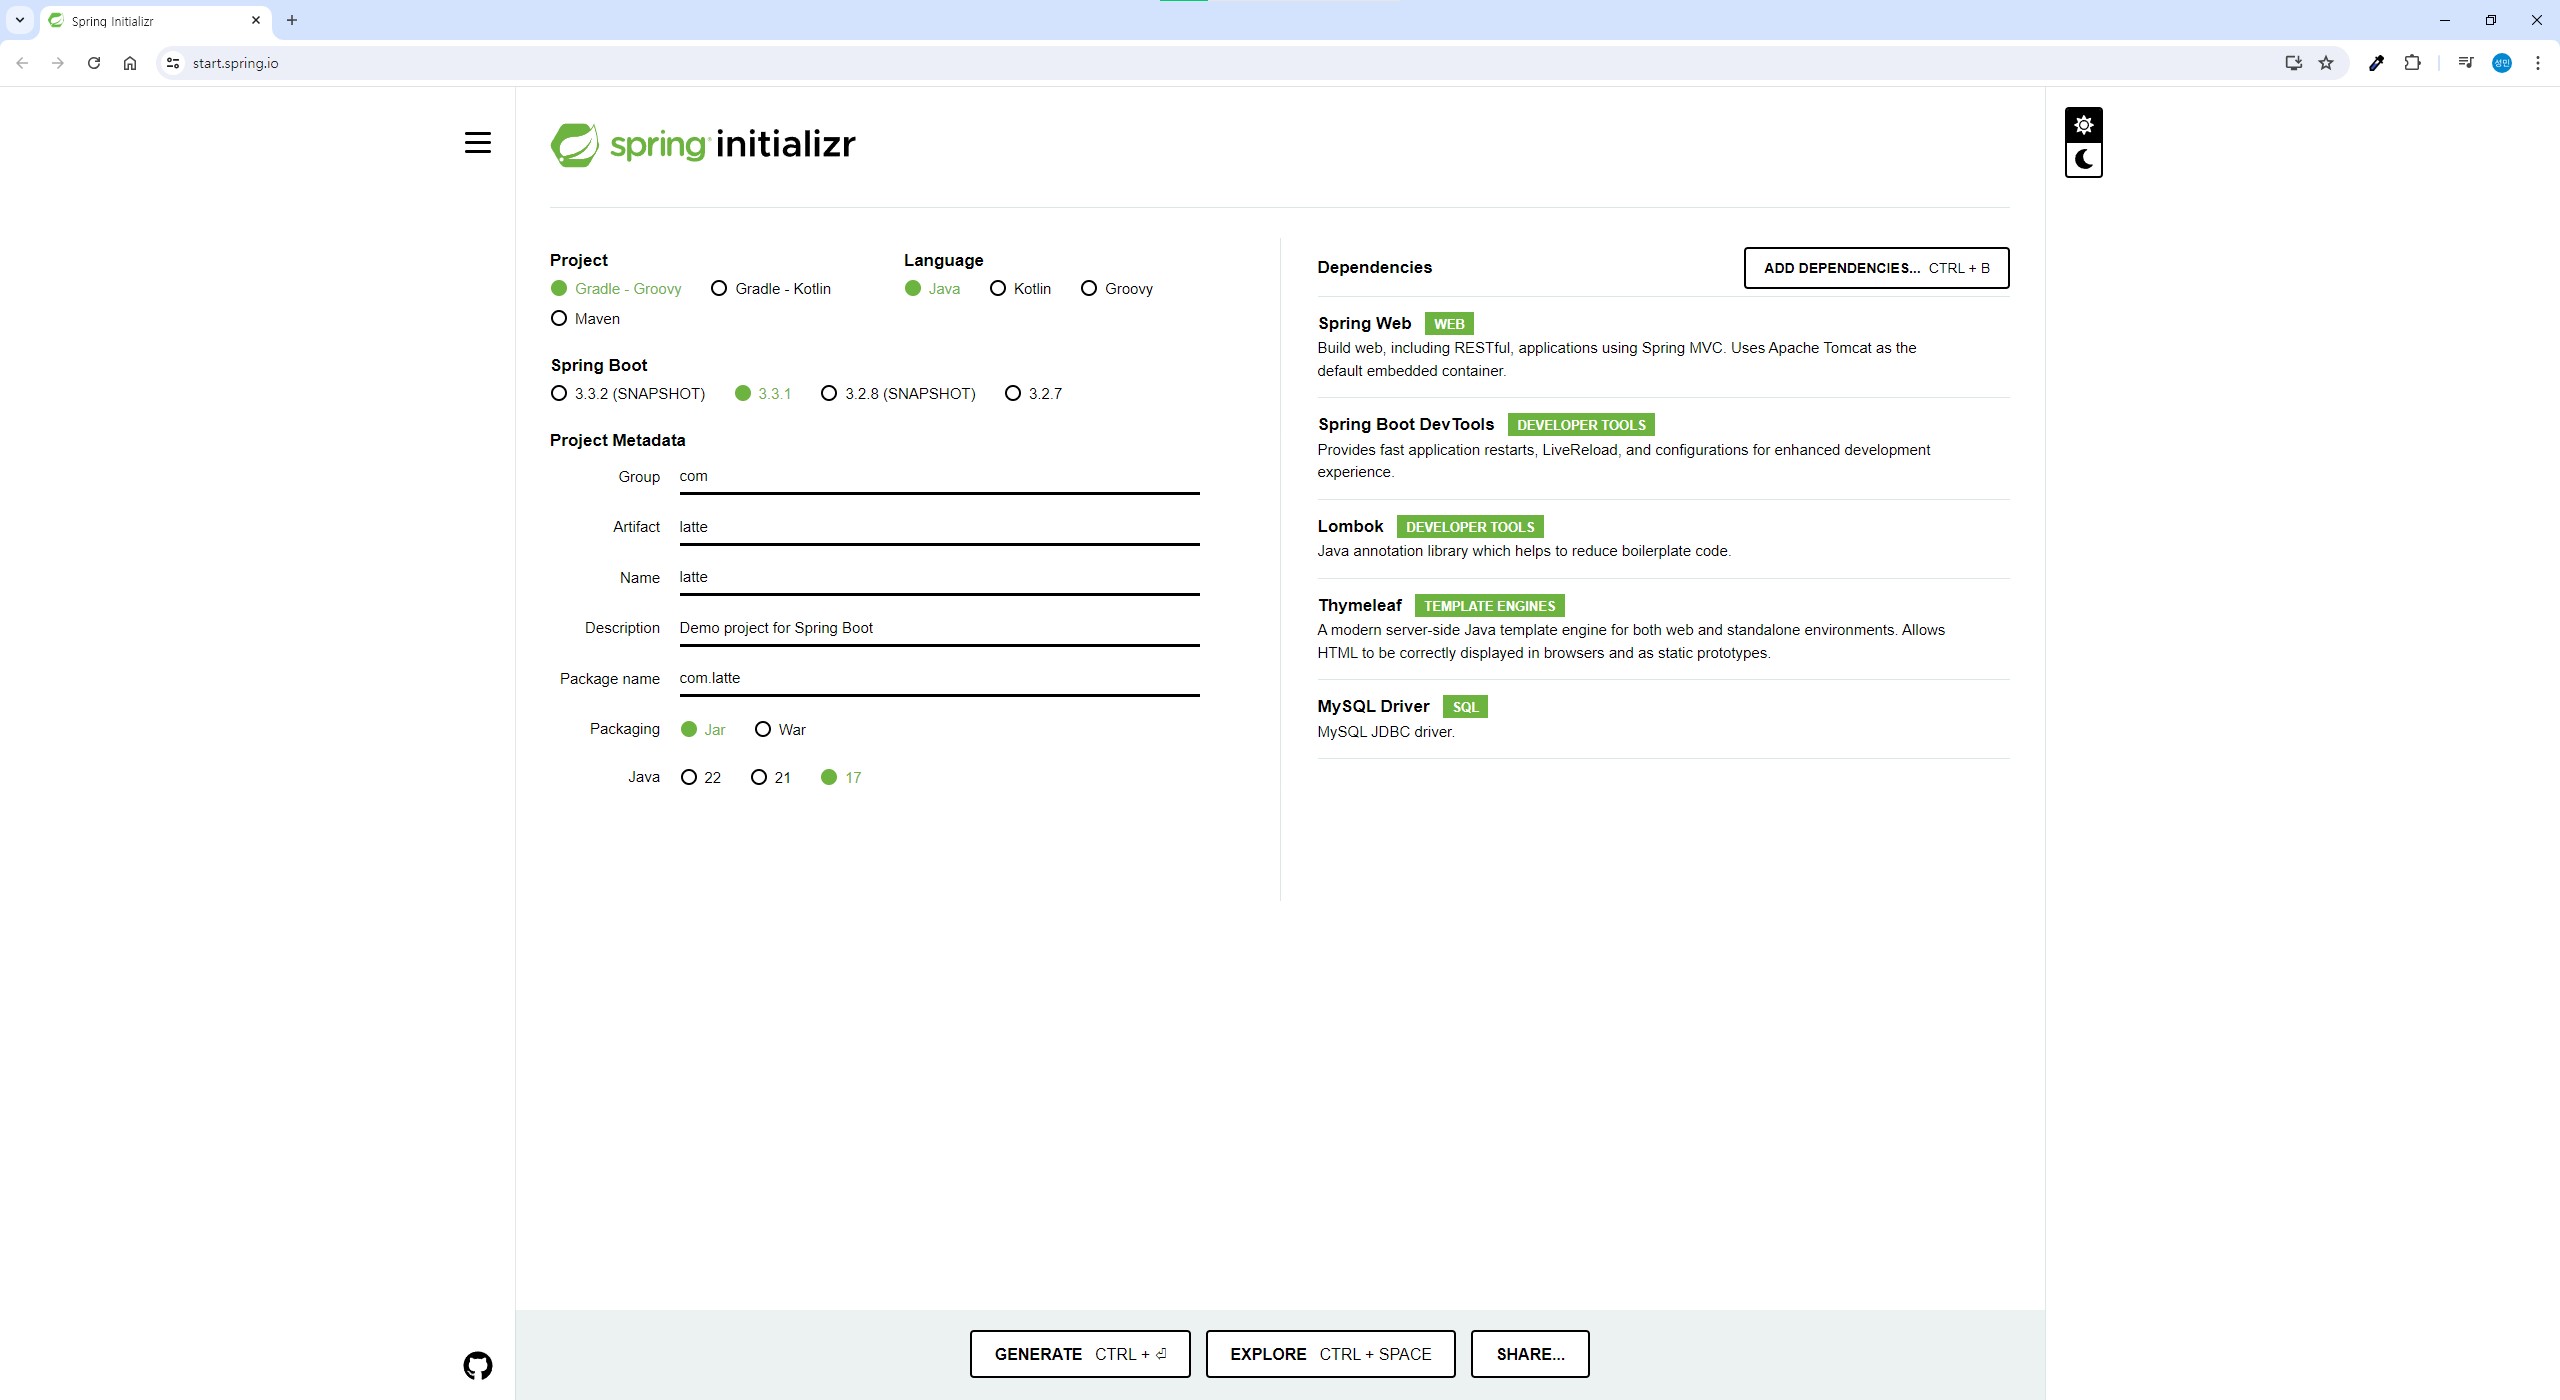 Spring Initializr
start.spring.io
성민
spring initializr
Project
Gradle - Groovy
Gradle - Kotlin
Maven
Language
Java
Kotlin
Groovy
Spring Boot
3.3.2 (SNAPSHOT)
3.3.1
3.2.8 (SNAPSHOT)
3.2.7
Project Metadata
Group
com
Artifact
latte
Name
latte
Description
Demo project for Spring Boot
Package name
com.latte
Packaging
Jar
War
Java
22
21
17
Dependencies
ADD DEPENDENCIES... CTRL + B
Spring Web WEB
Build web, including RESTful, applications using Spring MVC. Uses Apache Tomcat as the
default embedded container.
Spring Boot DevTools DEVELOPER TOOLS
Provides fast application restarts, LiveReload, and configurations for enhanced development
experience.
Lombok DEVELOPER TOOLS
Java annotation library which helps to reduce boilerplate code.
Thymeleaf TEMPLATE ENGINES
A modern server-side Java template engine for both web and standalone environments. Allows
HTML to be correctly displayed in browsers and as static prototypes.
MySQL Driver SQL
MySQL JDBC driver.
GENERATE CTRL + ⏎
EXPLORE CTRL + SPACE
SHARE...